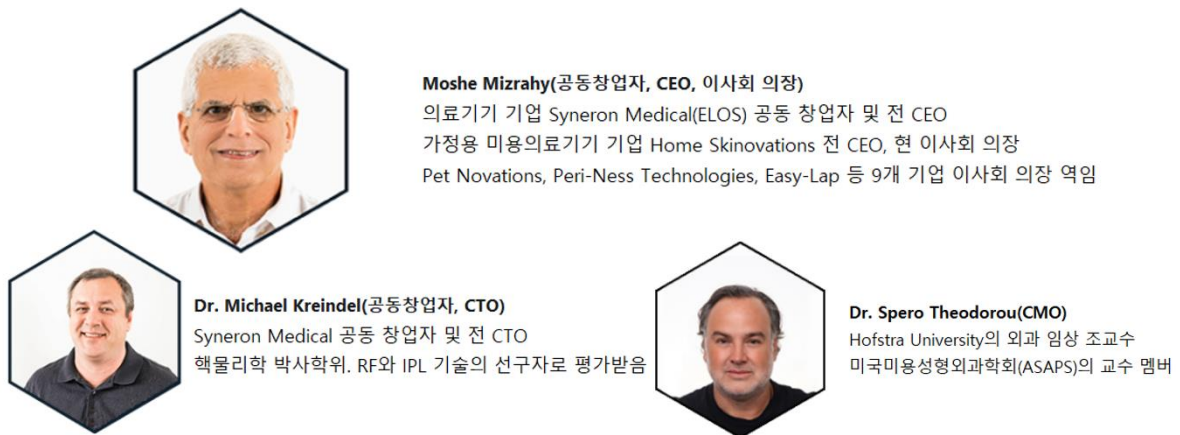 Moshe Mizrahy(공동창업자, CEO, 이사회 의장)
의료기기 기업 Syneron Medical(ELOS) 공동 창업자 및 전 CEO
가정용 미용의료기기 기업 Home Skinovations 전 CEO, 현 이사회 의장
Pet Novations, Peri-Ness Technologies, Easy-Lap 등 9개 기업 이사회 의장 역임
Dr. Michael Kreindel(공동창업자, CTO)
Syneron Medical 공동 창업자 및 전 CTO
핵물리학 박사학위. RF와 IPL 기술의 선구자로 평가받음
Dr. Spero Theodorou(CMO)
Hofstra University의 외과 임상 조교수
미국미용성형외과학회(ASAPS)의 교수 멤버